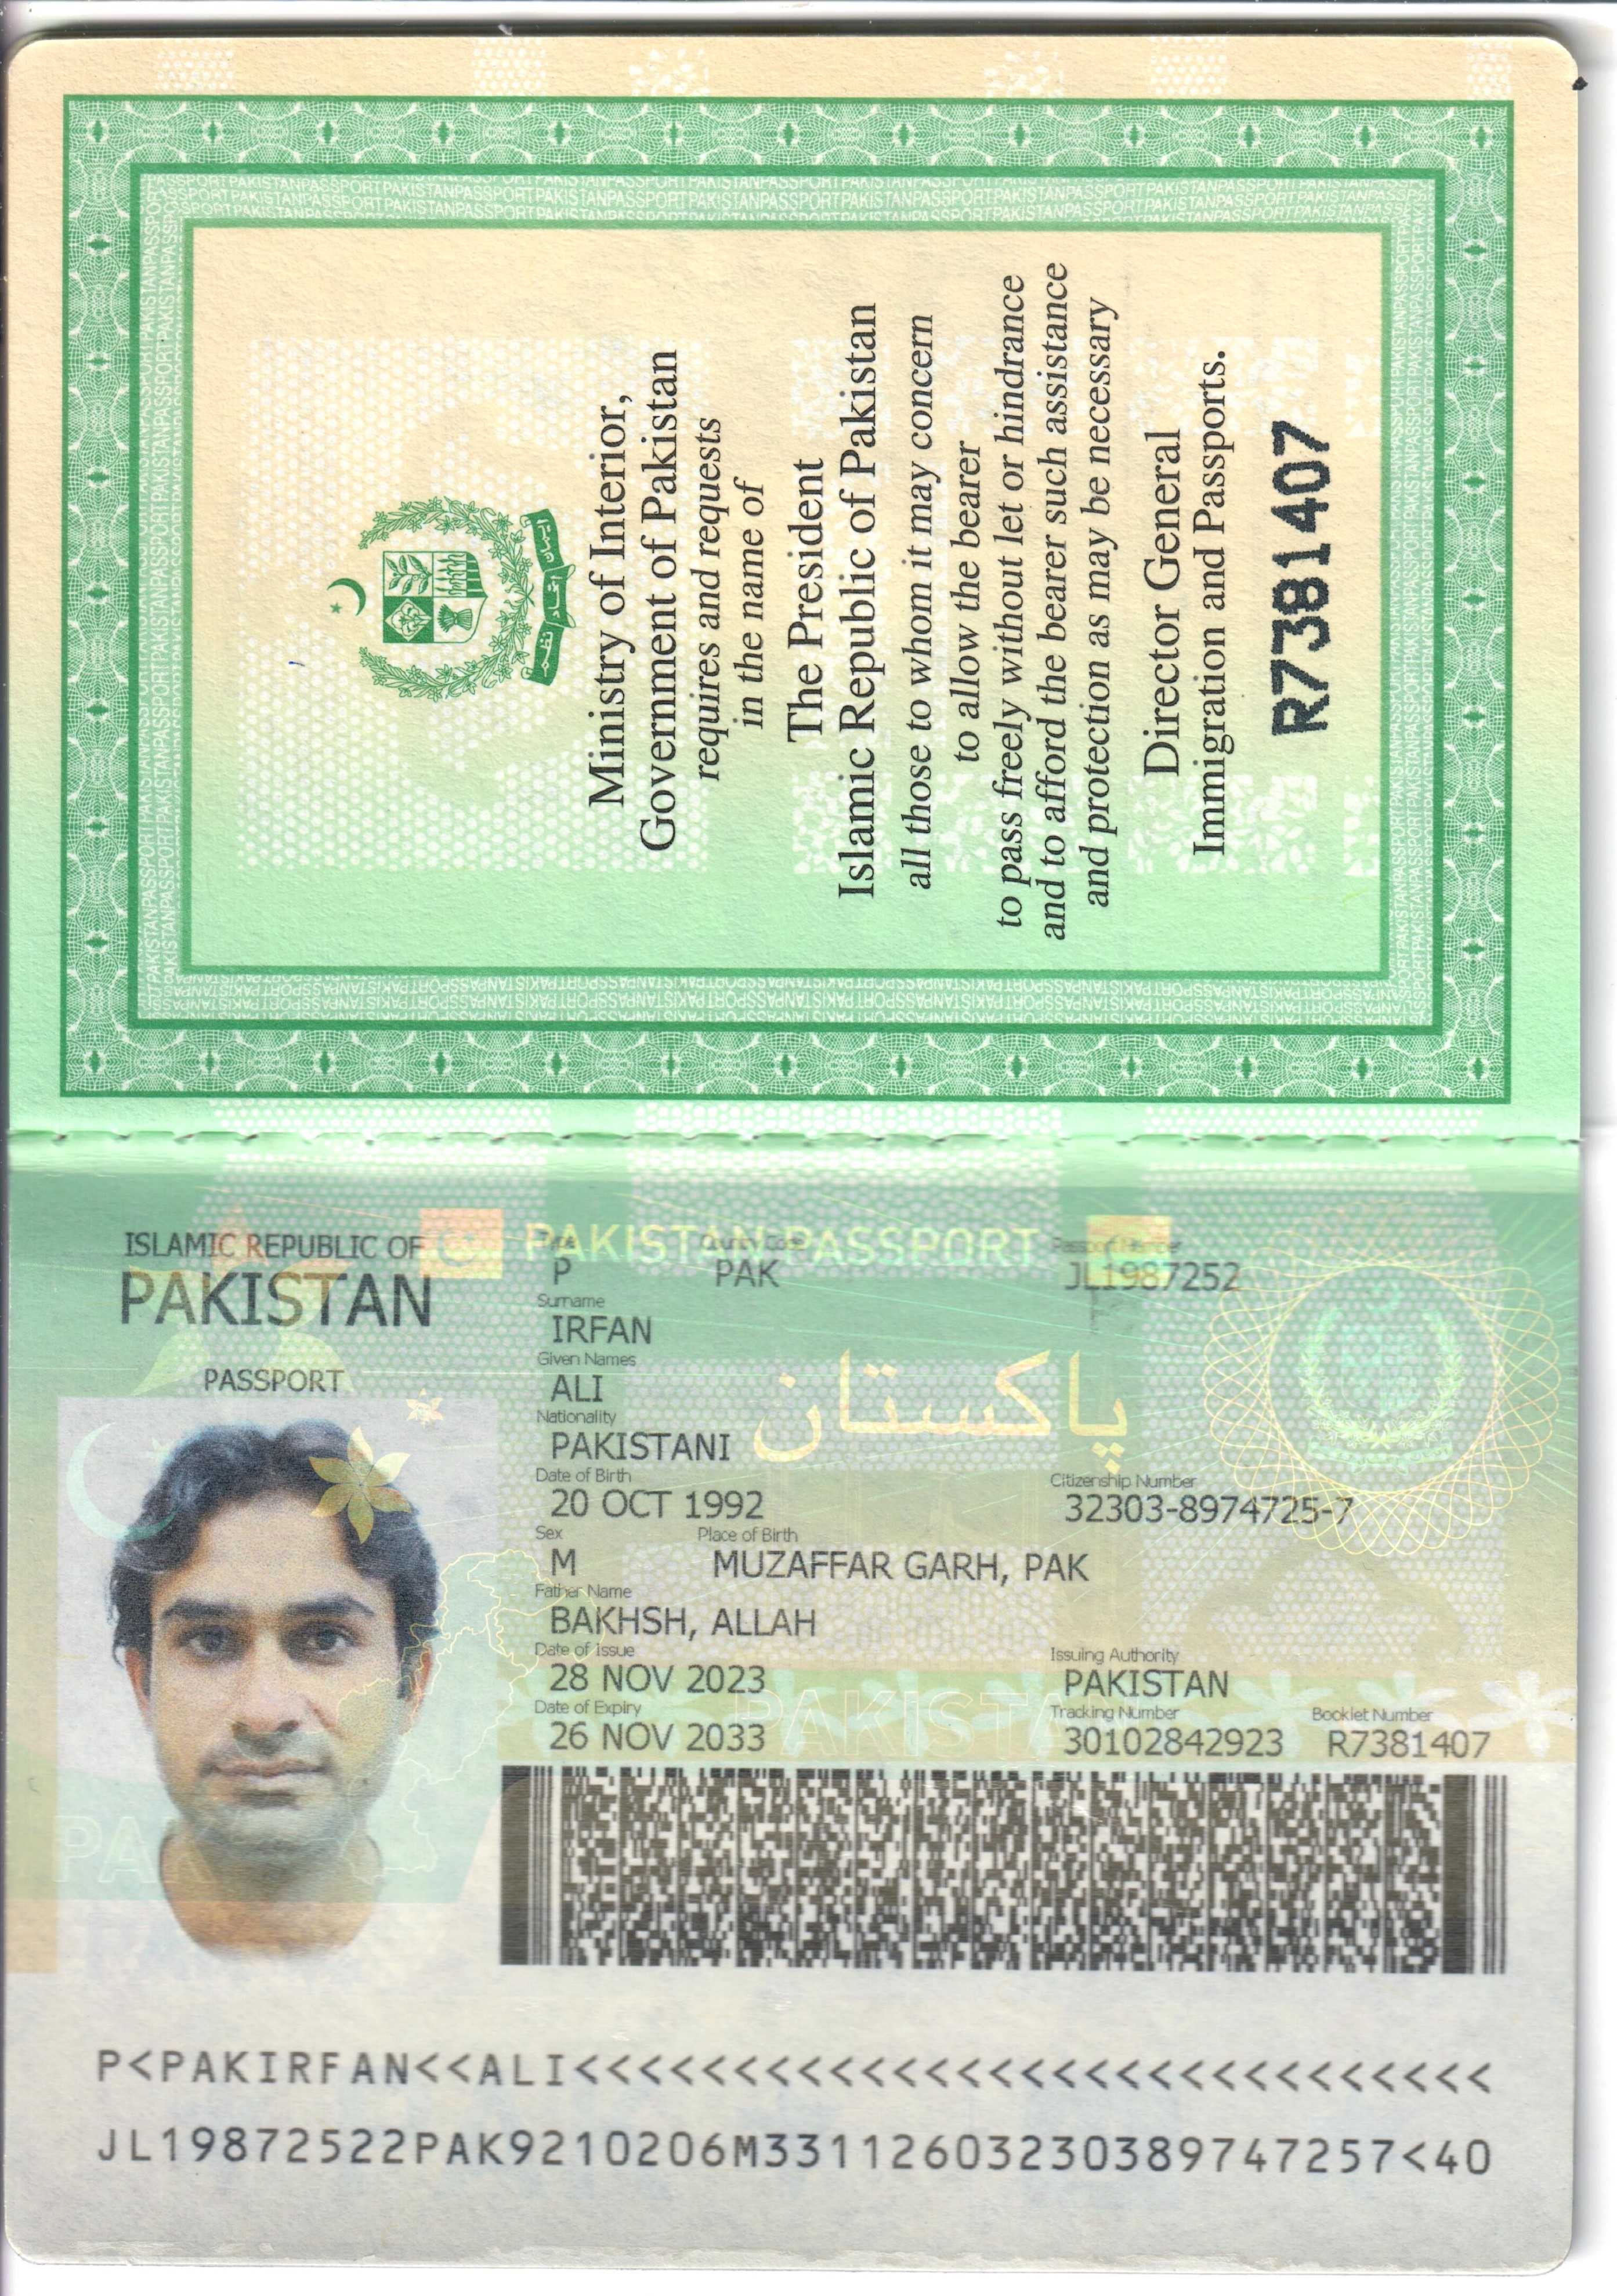 Ministry of Interior,
Government of Pakistan
requires and requests
in the name of
The President
Islamic Republic of Pakistan
all those to whom it may concern
to allow the bearer
to pass freely without let or hindrance
and to afford the bearer such assistance
and protection as may be necessary
Director General
Immigration and Passports.
R7381407
ISLAMIC REPUBLIC OF
PAKISTAN
PASSPORT
PAKISTAN PASSPORT
Country Code Passport Number
P PAK JL1987252
Surname
IRFAN
Given Names
ALI
پاکستان
Nationality
PAKISTANI
Date of Birth Citizenship Number
20 OCT 1992 32303-8974725-7
Sex Place of Birth
M MUZAFFAR GARH, PAK
Father Name
BAKHSH, ALLAH
Date of Issue Issuing Authority
28 NOV 2023 PAKISTAN
Date of Expiry Tracking Number Booklet Number
26 NOV 2033 30102842923 R7381407
P<PAKIRFAN<<ALI<<<<<<<<<<<<<<<<<<<<<<<<<<<<<
JL19872522PAK9210206M3311260323038974725​7<40